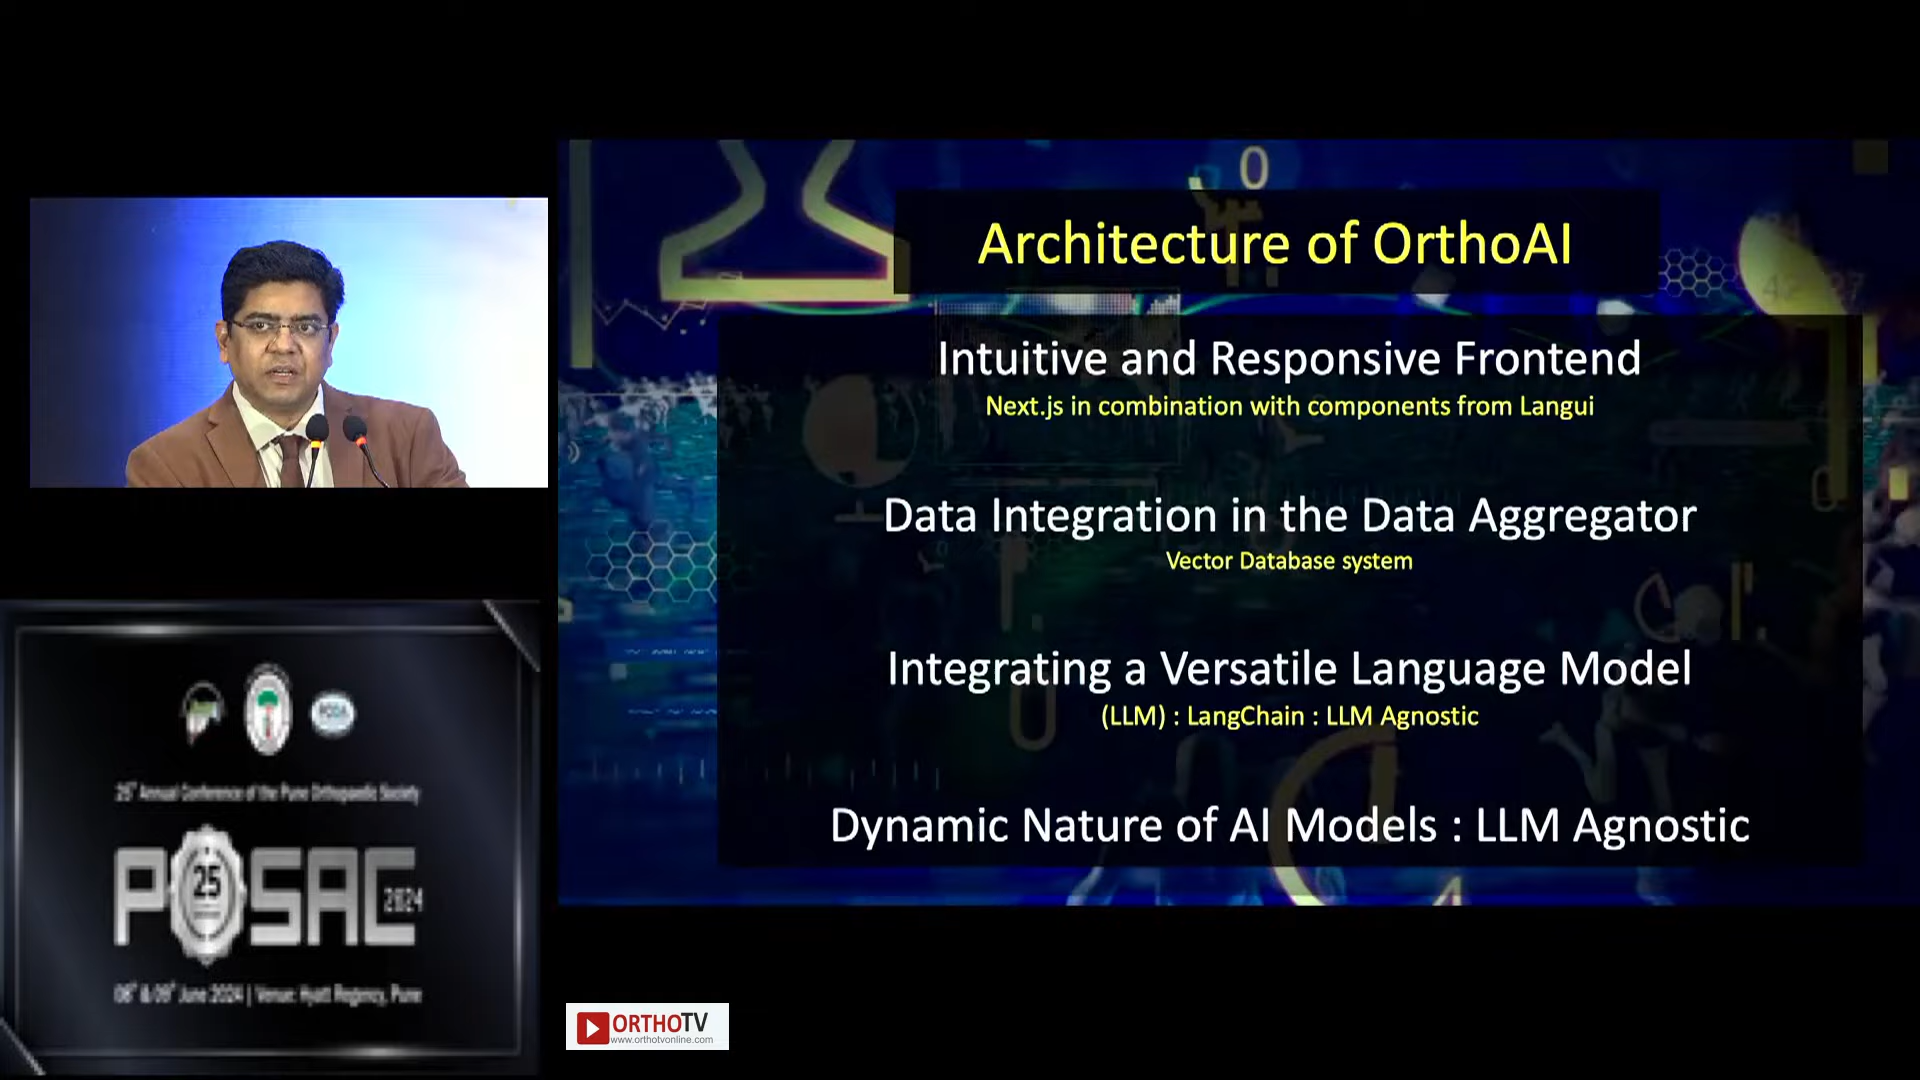 Architecture of OrthoAI
Intuitive and Responsive Frontend
Next.js in combination with components from Langui
Data Integration in the Data Aggregator
Vector Database system
Integrating a Versatile Language Model
(LLM) : LangChain : LLM Agnostic
Dynamic Nature of AI Models : LLM Agnostic
0
25th Annual Conference of the Pune Orthopaedic Society
POSAC
25
2024
08th & 09th June 2024 | Venue: Hyatt Regency, Pune
ORTHOTV
www.orthotvonline.com